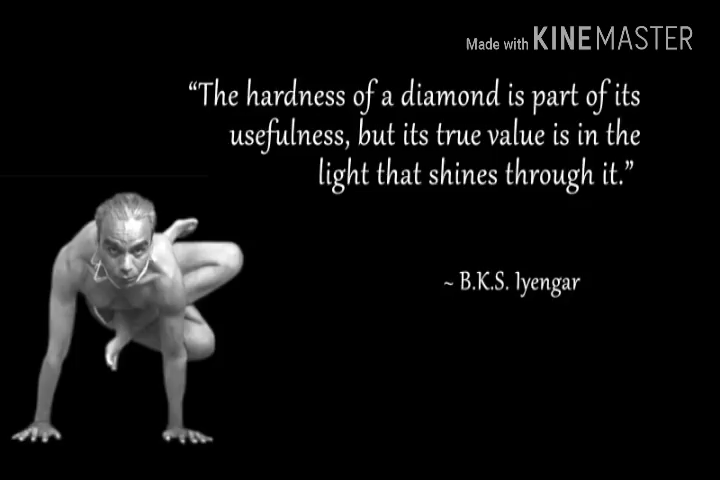 Made with KINEMASTER
“The hardness of a diamond is part of its
usefulness, but its true value is in the
light that shines through it.”
~ B.K.S. Iyengar